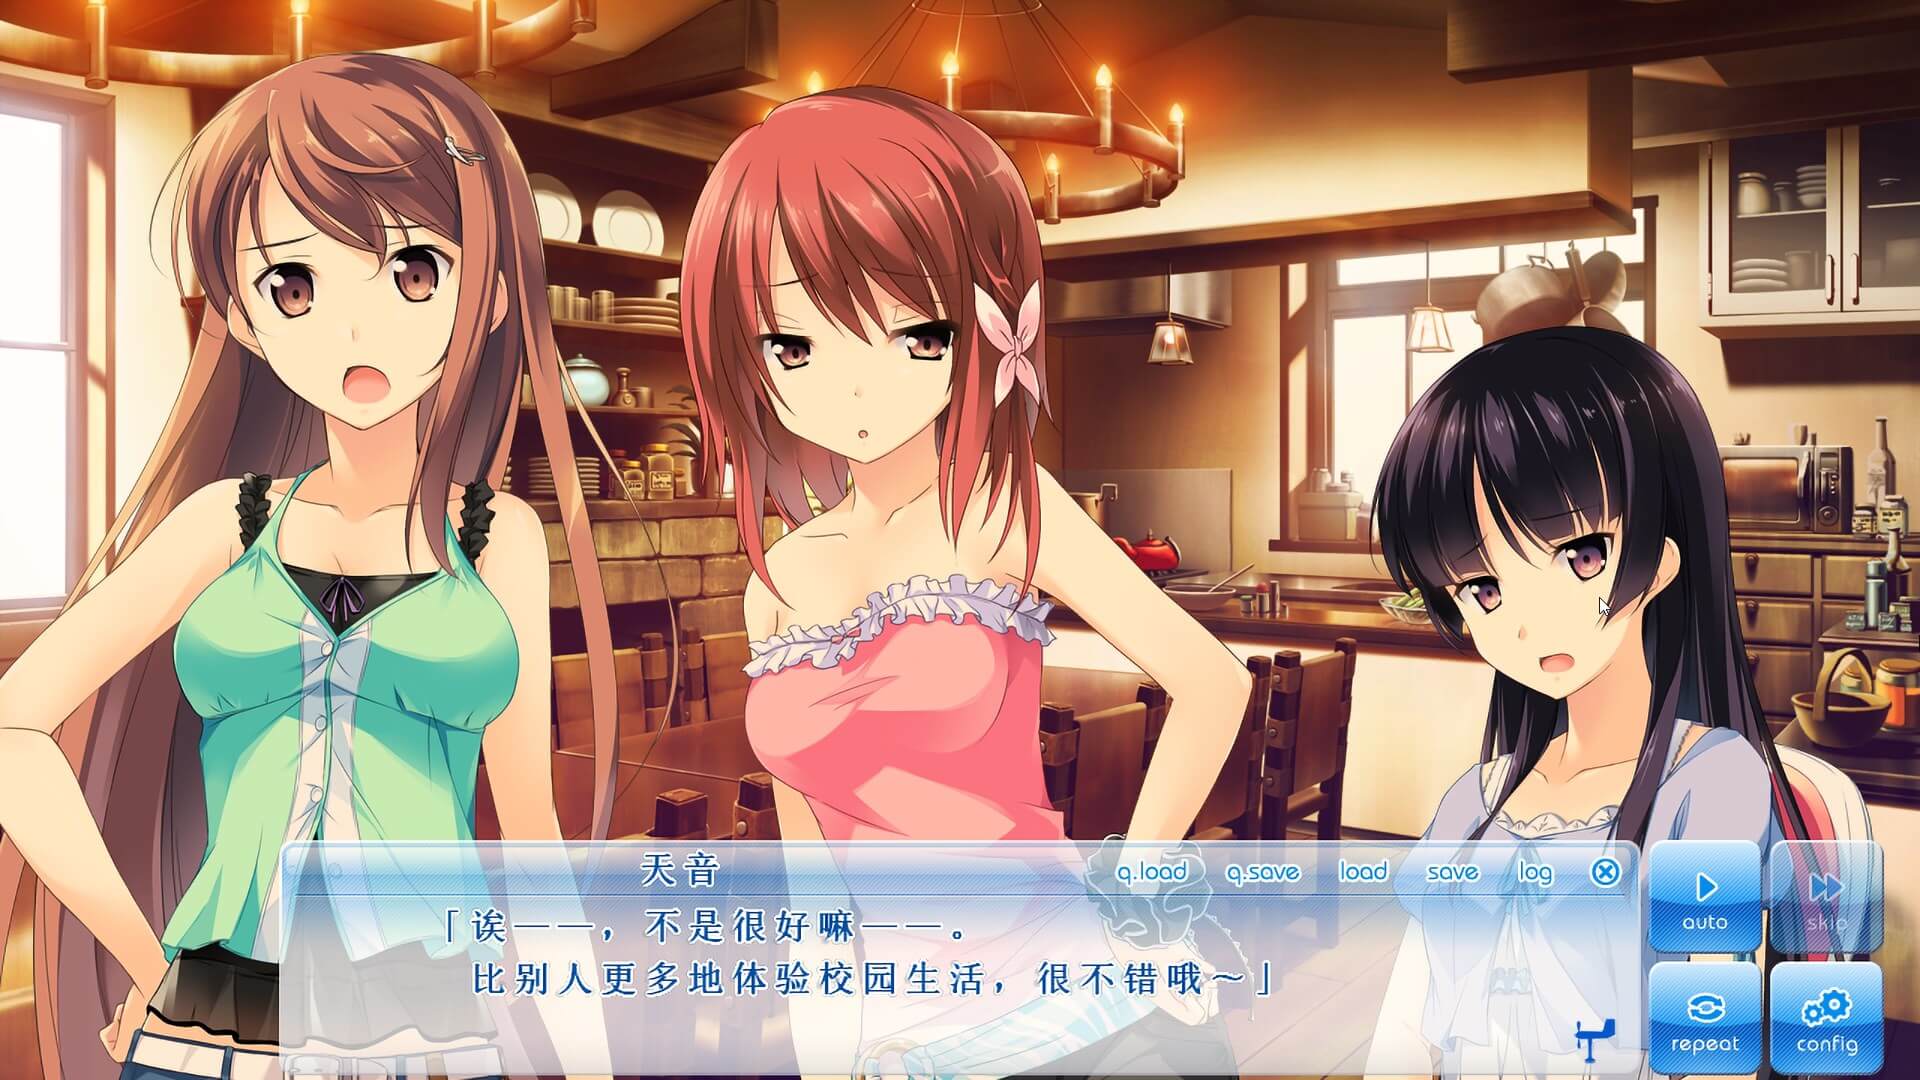 天音
q.load q.save load save log
「诶——，不是很好嘛——。
比别人更多地体验校园生活，很不错哦～」
auto
skip
repeat
config